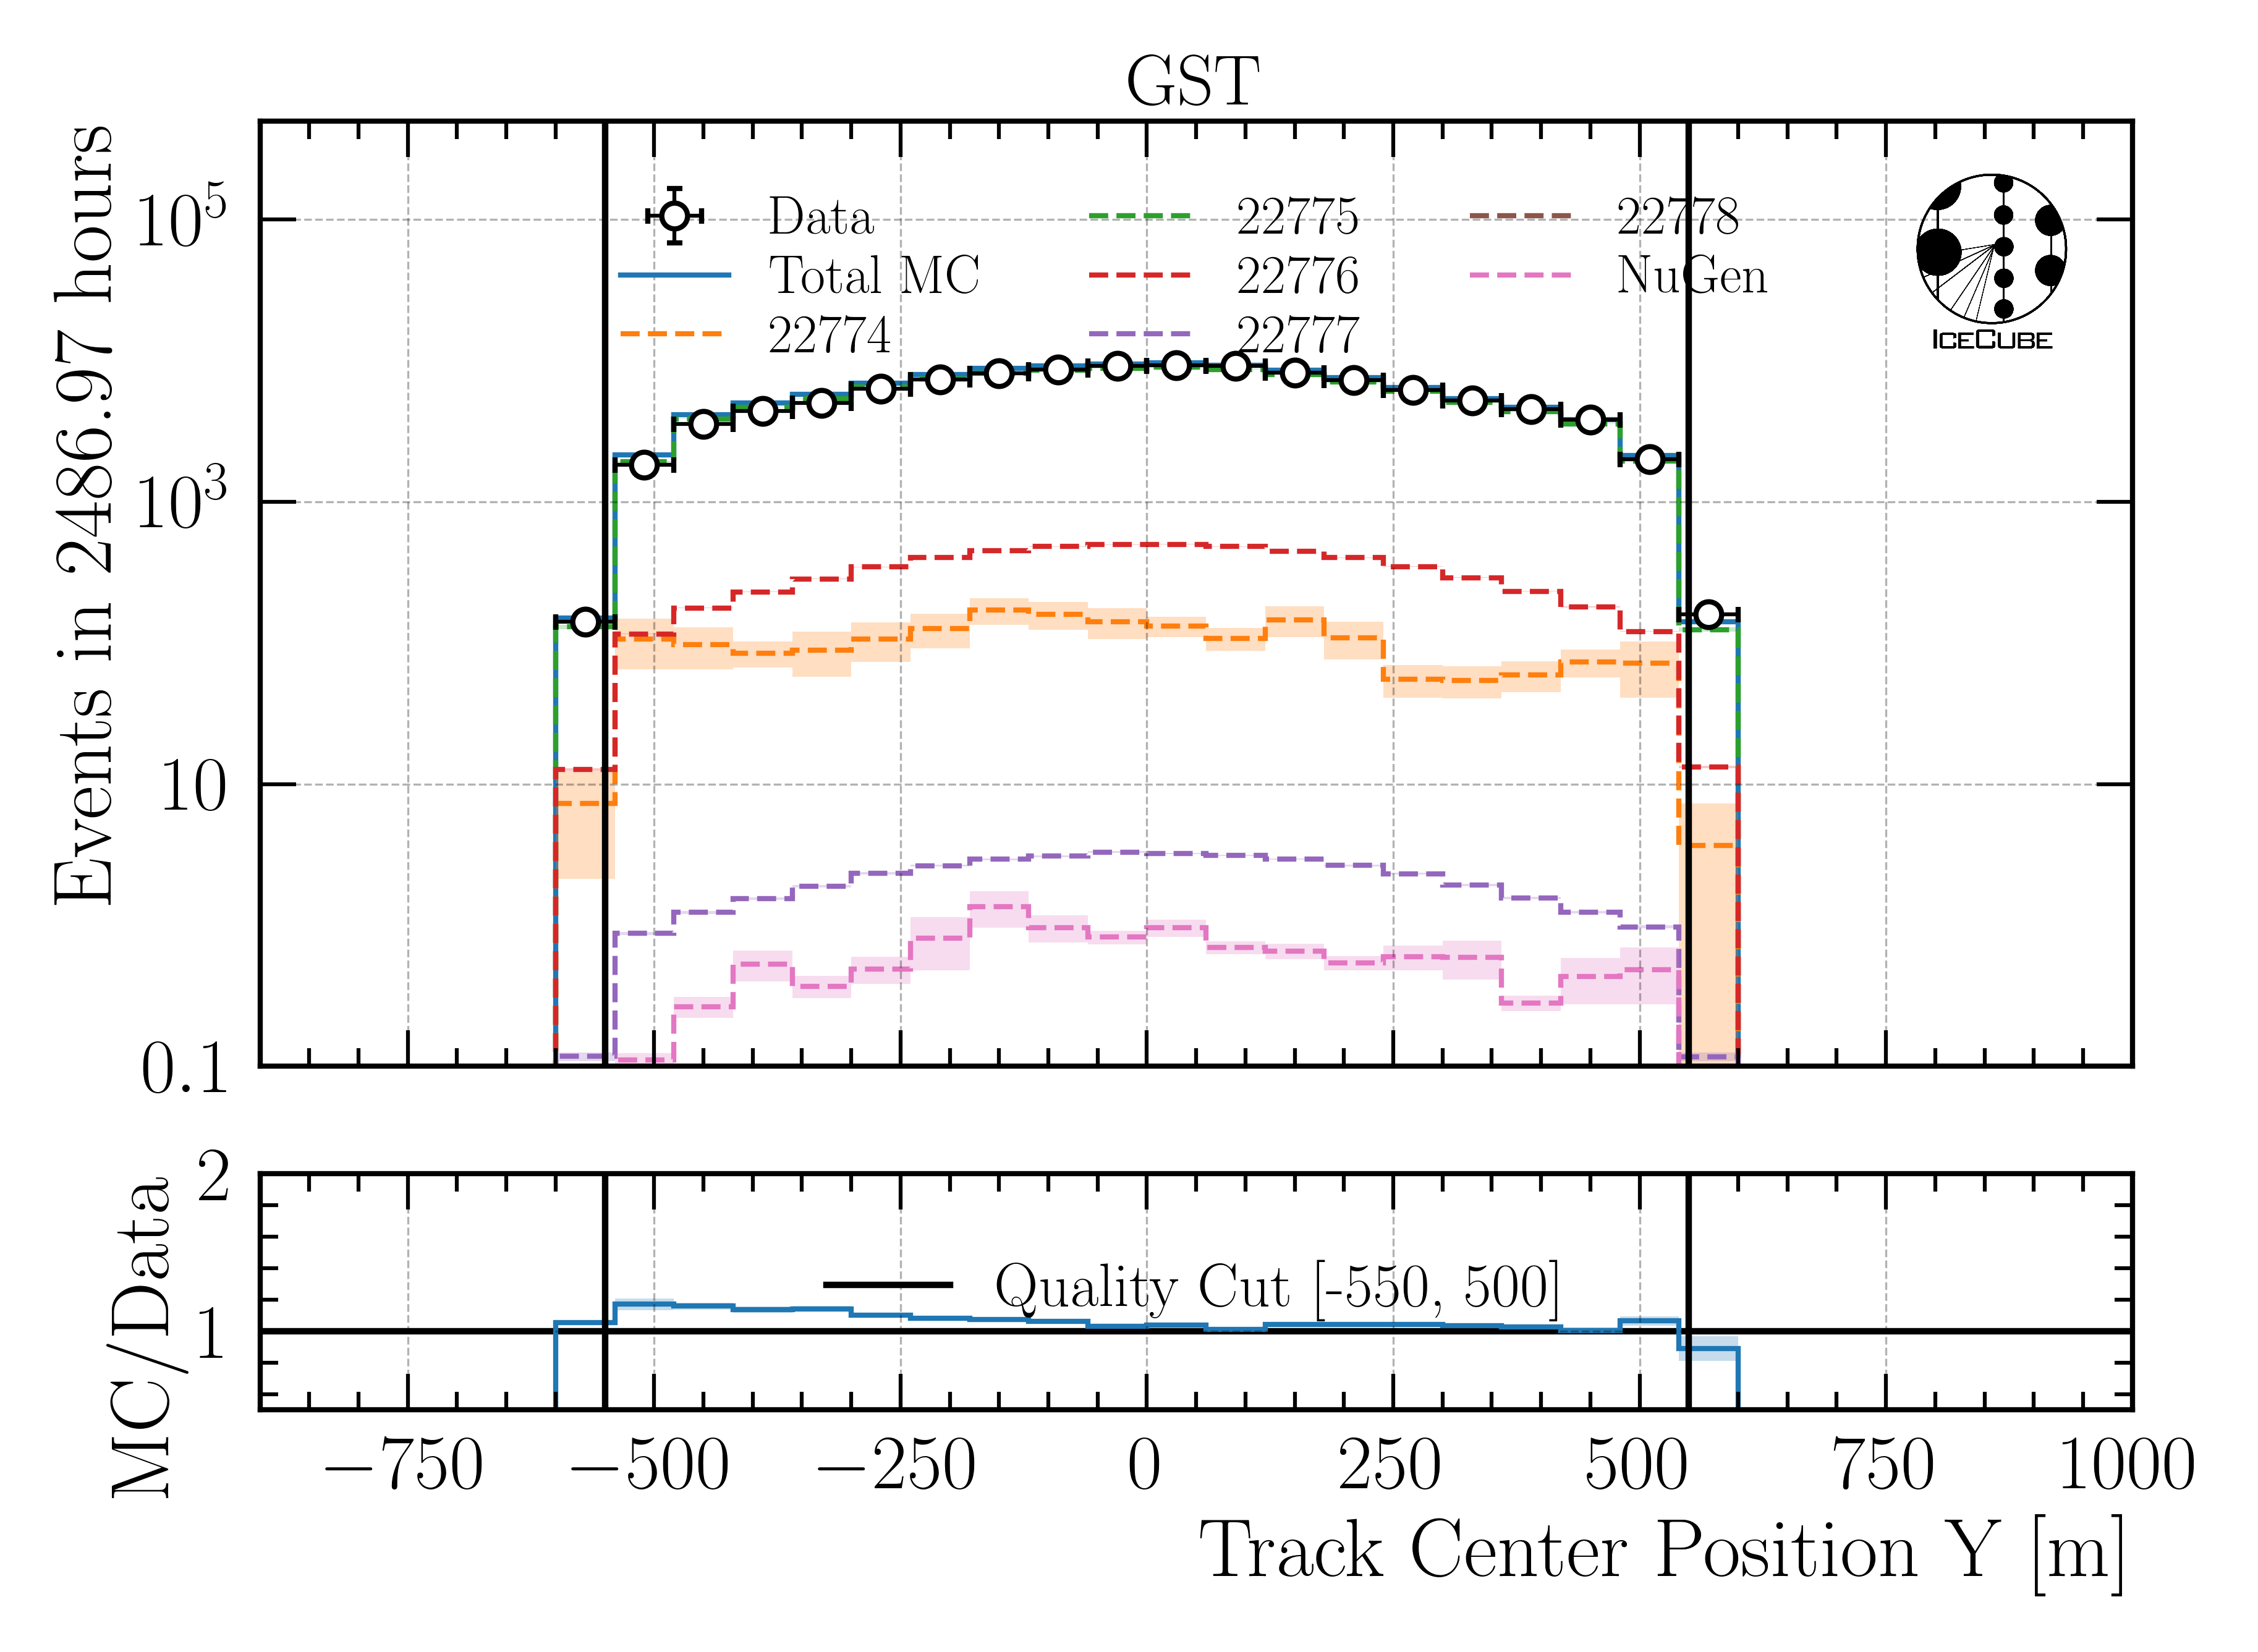 GST
Events in 2486.97 hours
10^5
10^3
10
0.1
Data
Total MC
22774
22775
22776
22777
22778
NuGen
ICECUBE
MC/Data
2
1
Quality Cut [-550, 500]
−750 −500 −250 0 250 500 750 1000
Track Center Position Y [m]